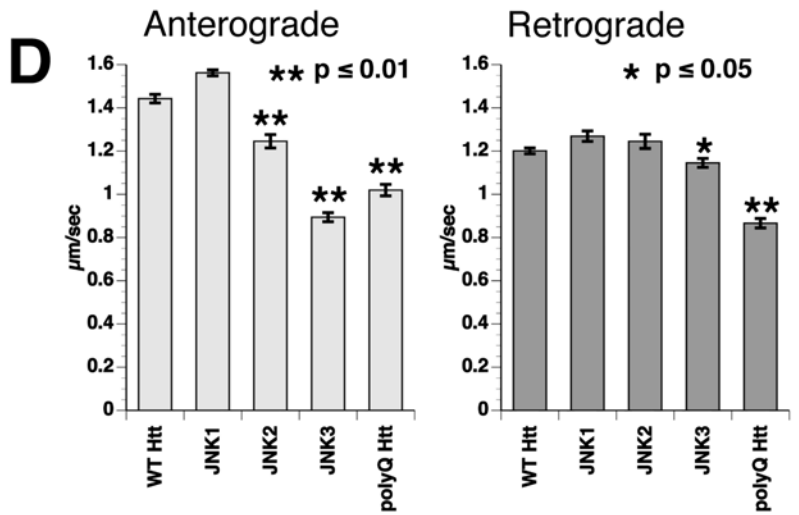 D
Anterograde
Retrograde
1.6
1.4
1.2
1
0.8
0.6
0.4
0.2
0
µm/sec
** p ≤ 0.01
**
**
**
WT Htt
JNK1
JNK2
JNK3
polyQ Htt
1.6
1.4
1.2
1
0.8
0.6
0.4
0.2
0
µm/sec
* p ≤ 0.05
*
**
WT Htt
JNK1
JNK2
JNK3
polyQ Htt